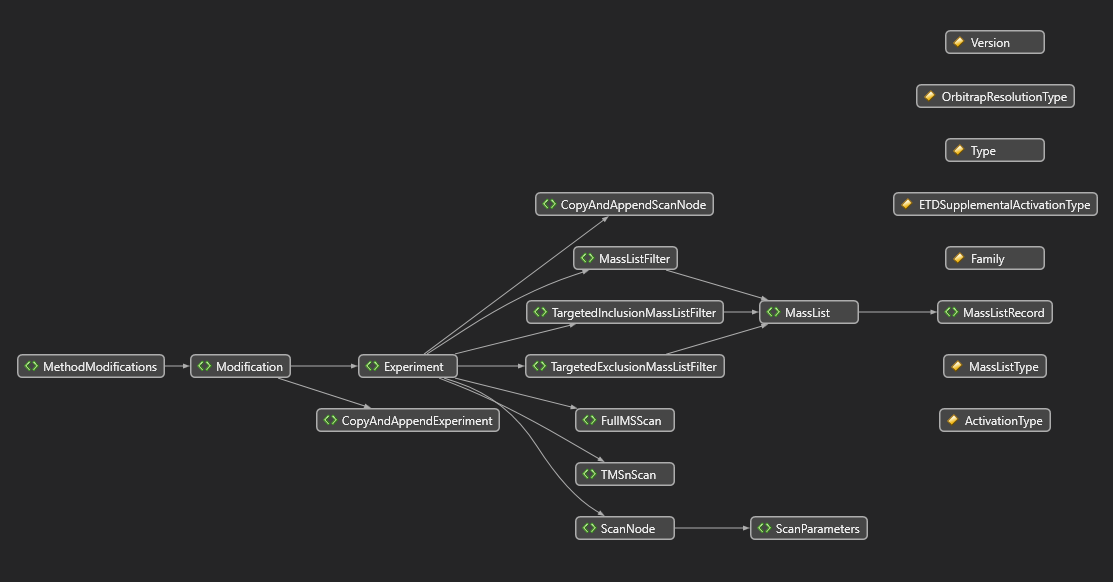 Version
OrbitrapResolutionType
Type
CopyAndAppendScanNode
ETDSupplementalActivationType
MassListFilter
Family
TargetedInclusionMassListFilter
MassList
MassListRecord
MethodModifications
Modification
Experiment
TargetedExclusionMassListFilter
MassListType
CopyAndAppendExperiment
FullMSScan
ActivationType
TMSnScan
ScanNode
ScanParameters